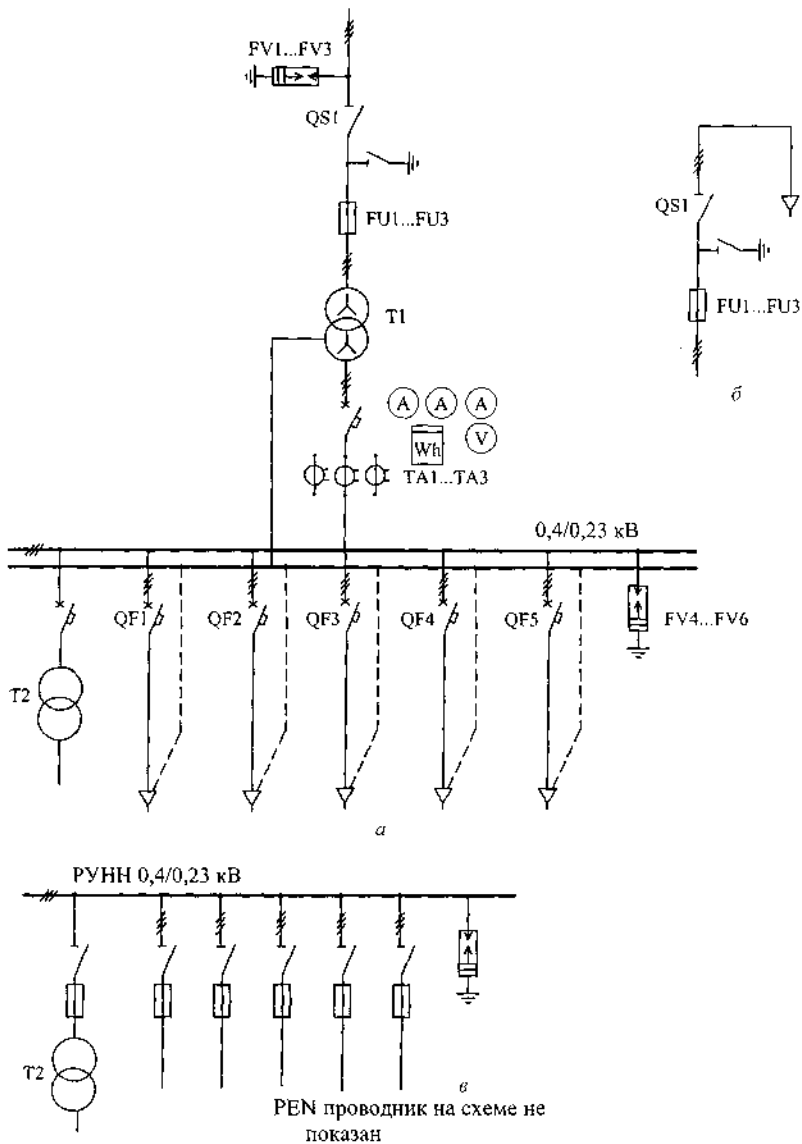 FV1...FV3
QS1
FU1...FU3
T1
A A A
V
Wh
TA1...TA3
QS1
FU1...FU3
б
0,4/0,23 кВ
QF1 QF2 QF3 QF4 QF5 FV4...FV6
T2
а
РУНН 0,4/0,23 кВ
T2
в
PEN проводник на схеме не
показан